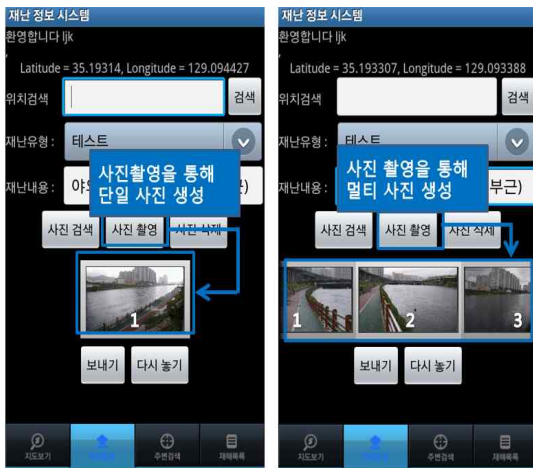 재난 정보 시스템
환영합니다 ljk
,
Latitude = 35.19314, Longitude = 129.094427
위치검색
검색
재난유형 :
테스트
사진촬영을 통해
단일 사진 생성
재난내용 :
사진 검색
사진 촬영
사진 삭제
1
보내기
다시 놓기
지도보기
주변검색
재해목록
재난 정보 시스템
환영합니다 ljk
,
Latitude = 35.193307, Longitude = 129.093388
위치검색
검색
재난유형 :
테스트
사진 촬영을 통해
멀티 사진 생성
재난내용 :
부근)
사진 검색
사진 촬영
사진 삭제
1
2
3
보내기
다시 놓기
지도보기
주변검색
재해목록